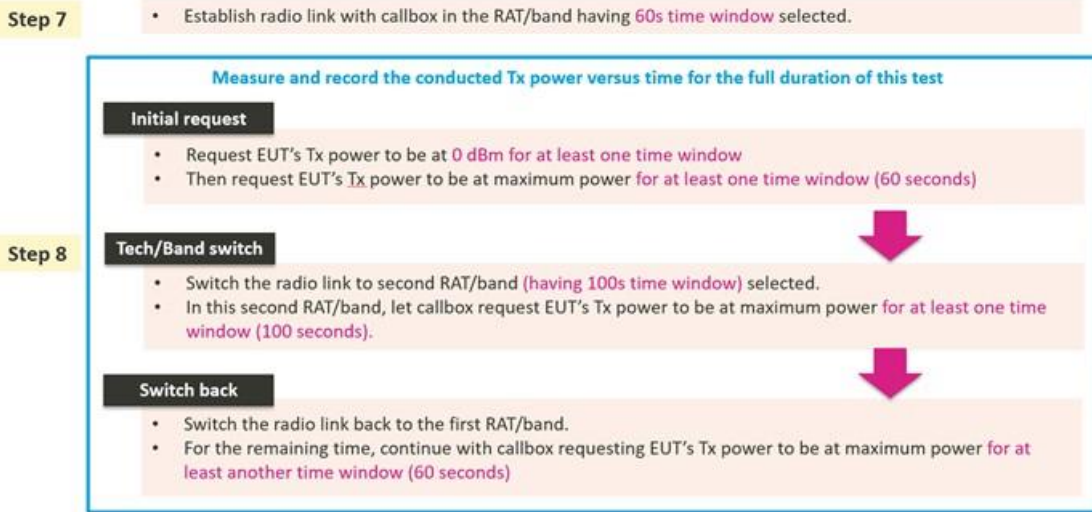 Step 7
• Establish radio link with callbox in the RAT/band having 60s time window selected.
Measure and record the conducted Tx power versus time for the full duration of this test
Initial request
• Request EUT's Tx power to be at 0 dBm for at least one time window
• Then request EUT's Tx power to be at maximum power for at least one time window (60 seconds)
Step 8
Tech/Band switch
• Switch the radio link to second RAT/band (having 100s time window) selected.
• In this second RAT/band, let callbox request EUT's Tx power to be at maximum power for at least one time
window (100 seconds).
Switch back
• Switch the radio link back to the first RAT/band.
• For the remaining time, continue with callbox requesting EUT's Tx power to be at maximum power for at
least another time window (60 seconds)